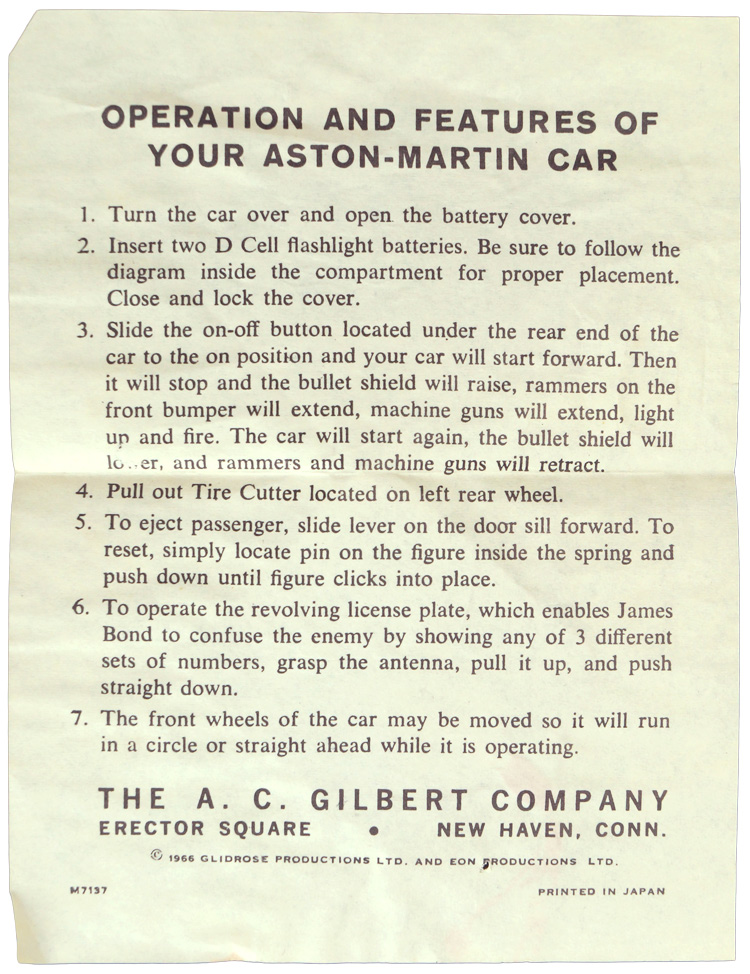 OPERATION AND FEATURES OF
YOUR ASTON-MARTIN CAR
1. Turn the car over and open the battery cover.
2. Insert two D Cell flashlight batteries. Be sure to follow the
diagram inside the compartment for proper placement.
Close and lock the cover.
3. Slide the on-off button located under the rear end of the
car to the on position and your car will start forward. Then
it will stop and the bullet shield will raise, rammers on the
front bumper will extend, machine guns will extend, light
up and fire. The car will start again, the bullet shield will
lower, and rammers and machine guns will retract.
4. Pull out Tire Cutter located on left rear wheel.
5. To eject passenger, slide lever on the door sill forward. To
reset, simply locate pin on the figure inside the spring and
push down until figure clicks into place.
6. To operate the revolving license plate, which enables James
Bond to confuse the enemy by showing any of 3 different
sets of numbers, grasp the antenna, pull it up, and push
straight down.
7. The front wheels of the car may be moved so it will run
in a circle or straight ahead while it is operating.
THE A. C. GILBERT COMPANY
ERECTOR SQUARE • NEW HAVEN, CONN.
© 1966 GLIDROSE PRODUCTIONS LTD. AND EON PRODUCTIONS LTD.
M7137 PRINTED IN JAPAN